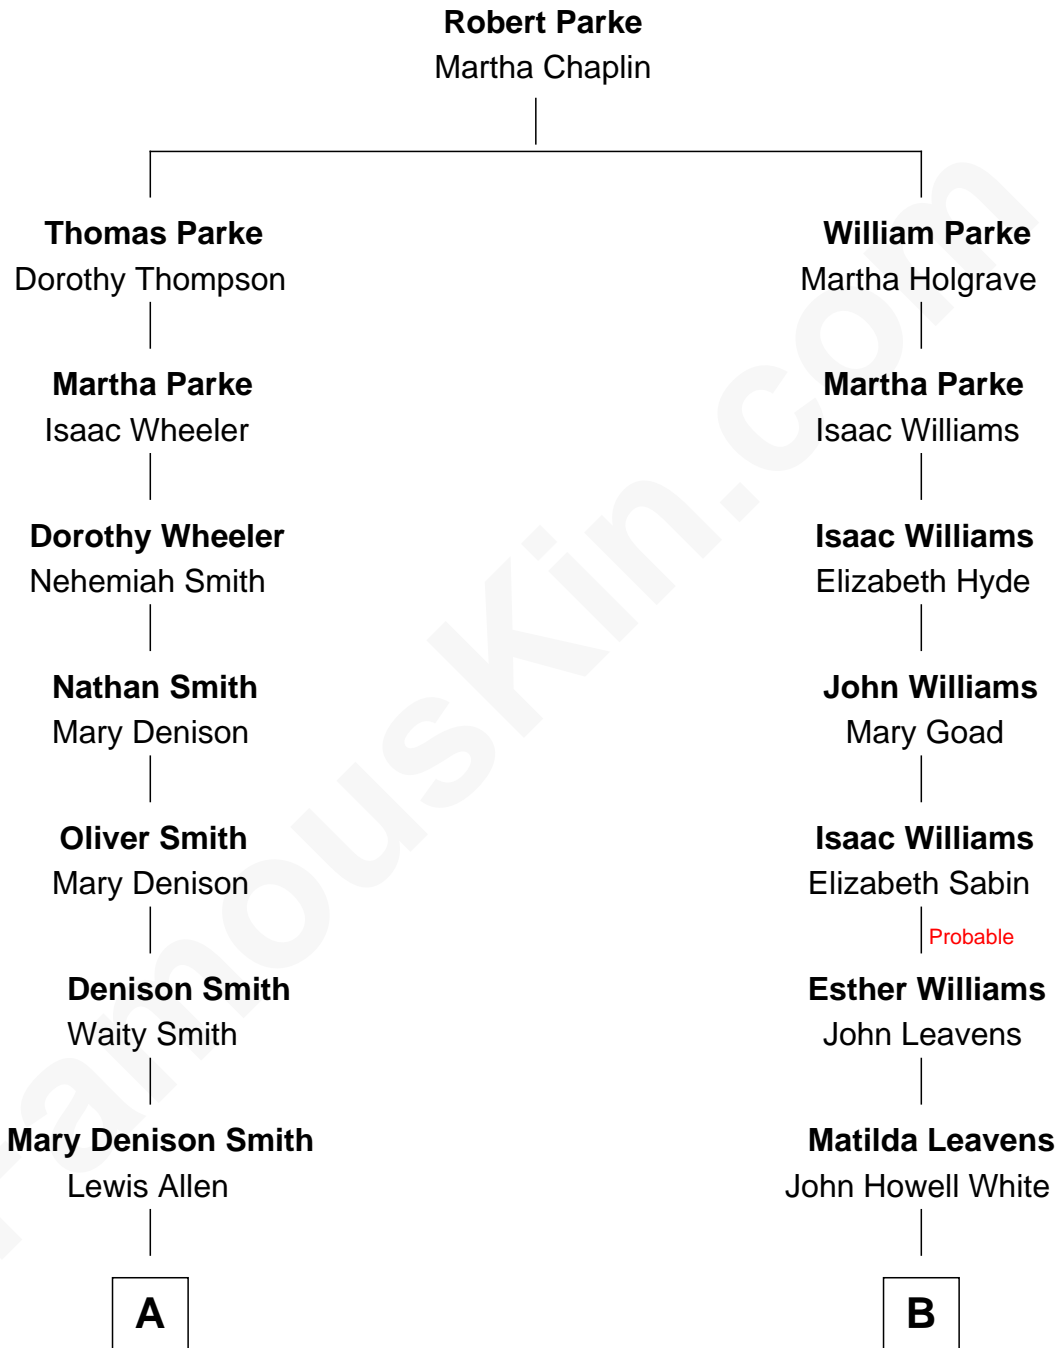 Robert Parke
Martha Chaplin
Thomas Parke
Dorothy Thompson
William Parke
Martha Holgrave
Martha Parke
Isaac Wheeler
Martha Parke
Isaac Williams
Dorothy Wheeler
Nehemiah Smith
Isaac Williams
Elizabeth Hyde
Nathan Smith
Mary Denison
John Williams
Mary Goad
Oliver Smith
Mary Denison
Isaac Williams
Elizabeth Sabin
Probable
Denison Smith
Waity Smith
Esther Williams
John Leavens
Mary Denison Smith
Lewis Allen
Matilda Leavens
John Howell White
A
B
FamousKin.com